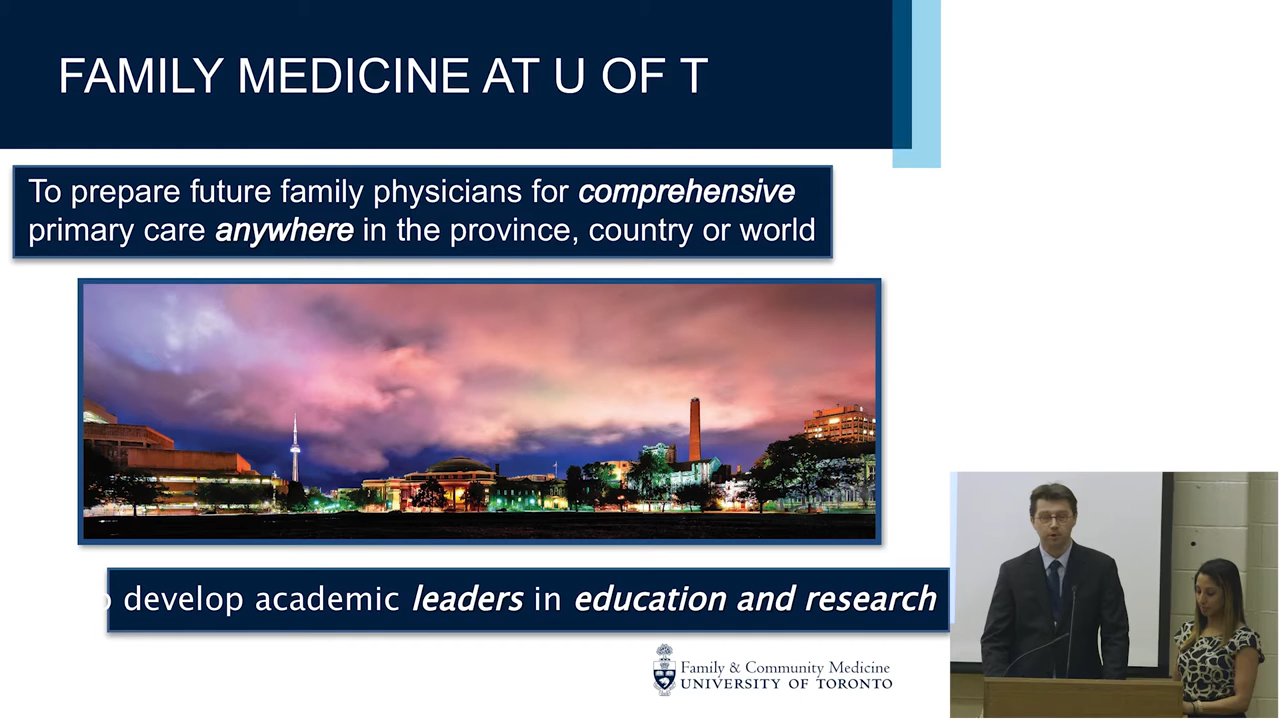 FAMILY MEDICINE AT U OF T
To prepare future family physicians for comprehensive
primary care anywhere in the province, country or world
develop academic leaders in education and research
Family & Community Medicine
UNIVERSITY OF TORONTO